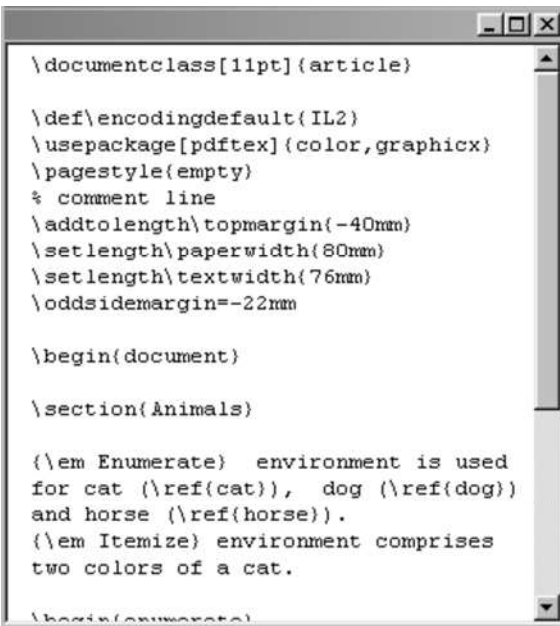 \documentclass[11pt]{article}
\def\encodingdefault{IL2}
\usepackage[pdftex]{color,graphicx}
\pagestyle{empty}
% comment line
\addtolength\topmargin{-40mm}
\setlength\paperwidth{80mm}
\setlength\textwidth{76mm}
\oddsidemargin=-22mm
\begin{document}
\section{Animals}
{\em Enumerate}  environment is used
for cat (\ref{cat}),  dog (\ref{dog})
and horse (\ref{horse}).
{\em Itemize} environment comprises
two colors of a cat.
\begin{enumerate}